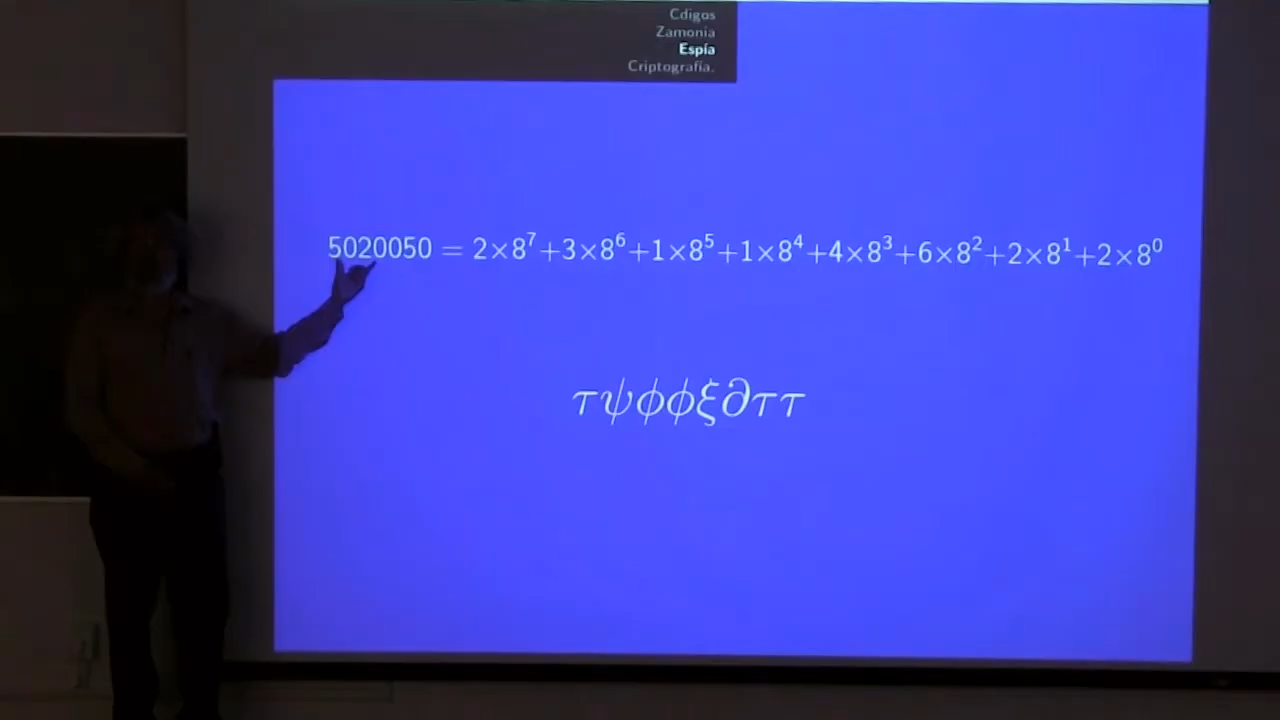 Cdigos
Zamonia
Espía
Criptografía.
5020050 = 2×8⁷+3×8⁶+1×8⁵+1×8⁴+4×8³+6×8²+2×8¹+2×8⁰
τψϕϕξ∂ττ